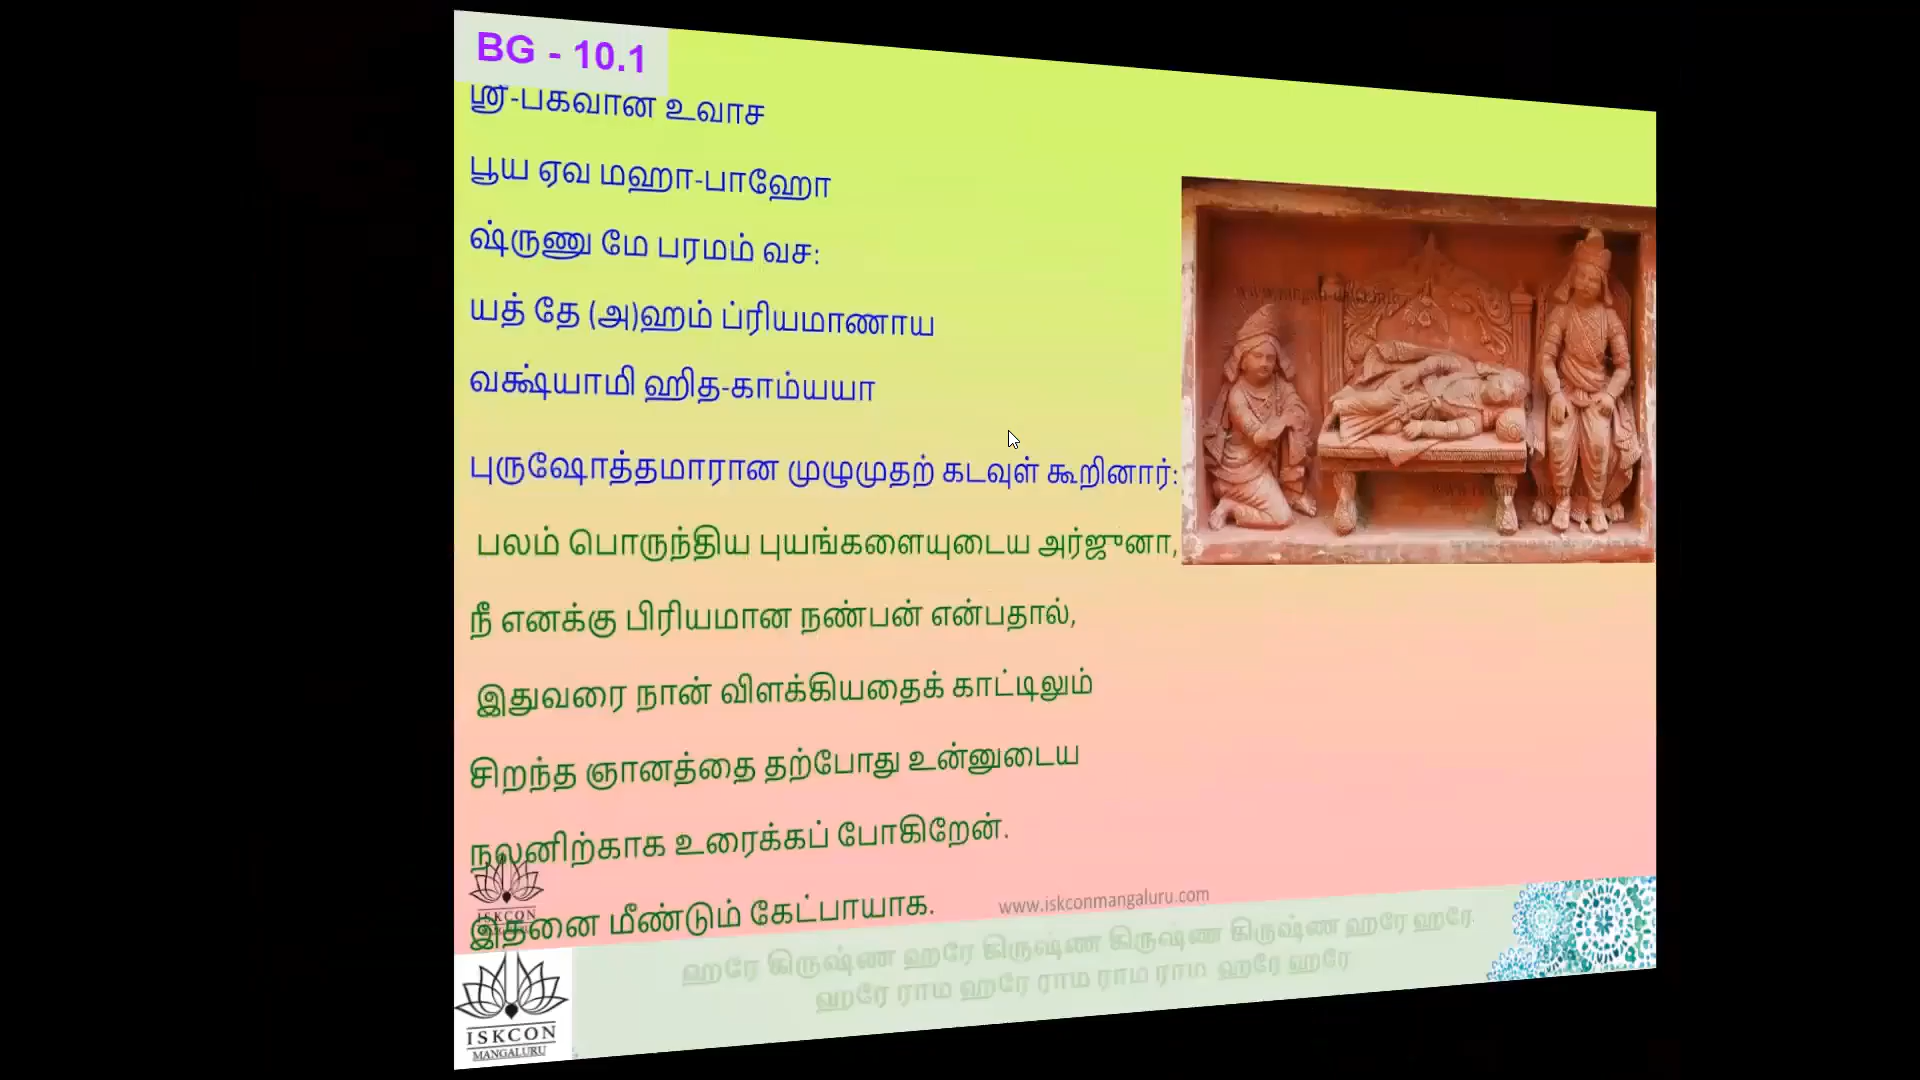 BG - 10.1
ஸ்ரீ-பகவான் உவாச
பூய ஏவ மஹா-பாஹோ
ஷ்ருணு மே பரமம் வச:
யத் தே (அ)ஹம் ப்ரியமாணாய
வக்ஷ்யாமி ஹித-காம்யயா
புருஷோத்தமாரான முழுமுதற் கடவுள் கூறினார்:
பலம் பொருந்திய புயங்களையுடைய அர்ஜுனா,
நீ எனக்கு பிரியமான நண்பன் என்பதால்,
இதுவரை நான் விளக்கியதைக் காட்டிலும்
சிறந்த ஞானத்தை தற்போது உன்னுடைய
நலனிற்காக உரைக்கப் போகிறேன்.
இதனை மீண்டும் கேட்பாயாக.
www.iskconmangaluru.com
ISKCON
ஹரே கிருஷ்ண ஹரே கிருஷ்ண கிருஷ்ண கிருஷ்ண ஹரே ஹரே
ஹரே ராம ஹரே ராம ராம ராம ஹரே ஹரே
ISKCON
MANGALURU